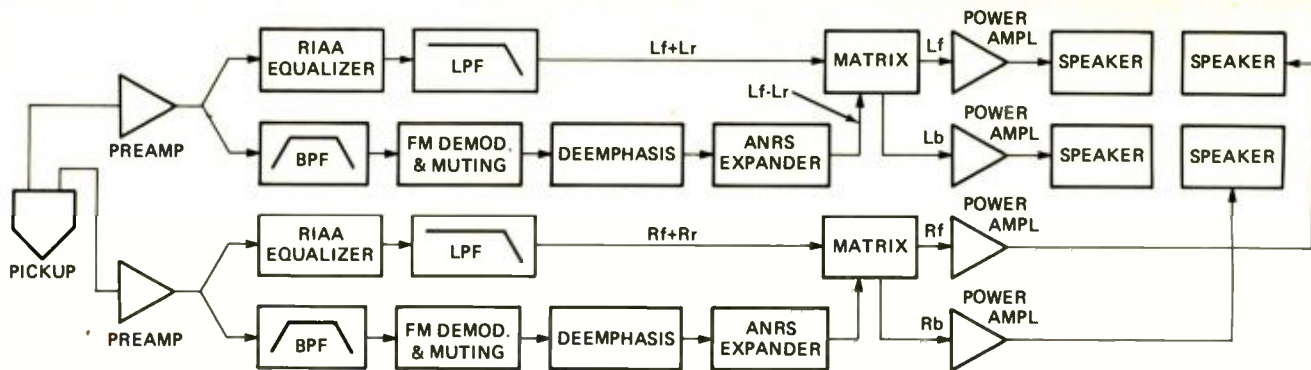 PICKUP
PREAMP
RIAA
EQUALIZER
LPF
Lf+Lr
MATRIX
Lf
POWER
AMPL
SPEAKER
SPEAKER
BPF
FM DEMOD.
& MUTING
DEEMPHASIS
ANRS
EXPANDER
Lf-Lr
Lb
POWER
AMPL
SPEAKER
SPEAKER
PREAMP
RIAA
EQUALIZER
LPF
Rf+Rr
MATRIX
Rf
POWER
AMPL
BPF
FM DEMOD.
& MUTING
DEEMPHASIS
ANRS
EXPANDER
Rb
POWER
AMPL